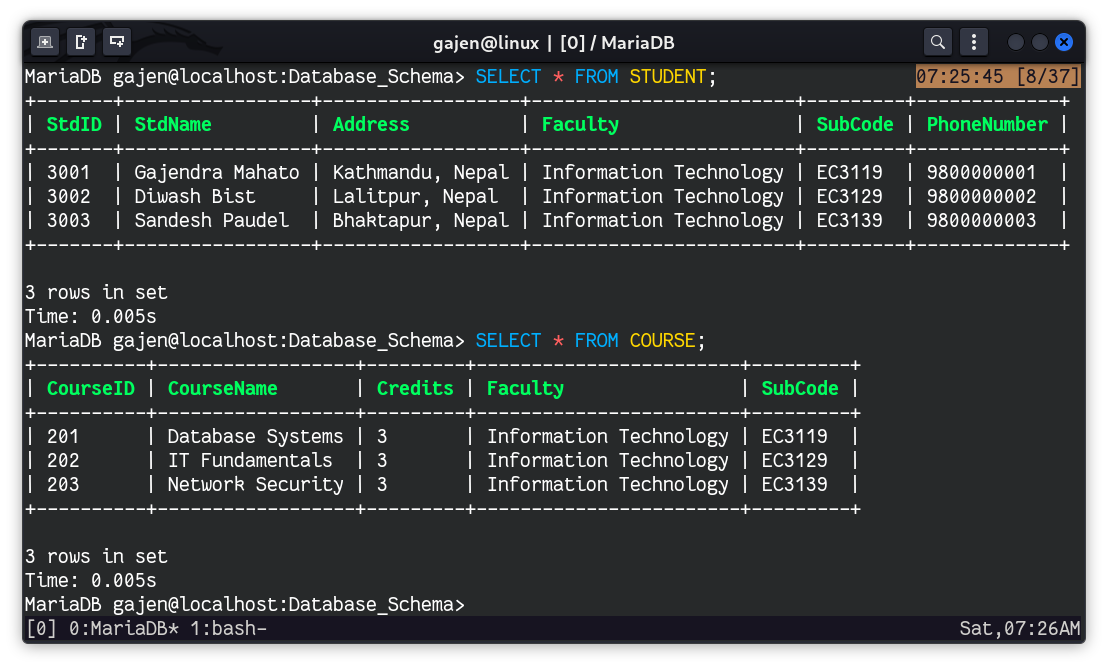 gajen@linux | [0] / MariaDB
MariaDB gajen@localhost:Database_Schema> SELECT * FROM STUDENT; 07:25:45 [8/37]
+-------+-----------------+-------------------+------------------------+---------+-------------+
| StdID | StdName         | Address           | Faculty                | SubCode | PhoneNumber |
+-------+-----------------+-------------------+------------------------+---------+-------------+
| 3001  | Gajendra Mahato | Kathmandu, Nepal | Information Technology | EC3119  | 9800000001  |
| 3002  | Diwash Bist     | Lalitpur, Nepal  | Information Technology | EC3129  | 9800000002  |
| 3003  | Sandesh Paudel  | Bhaktapur, Nepal | Information Technology | EC3139  | 9800000003  |
+-------+-----------------+-------------------+------------------------+---------+-------------+
3 rows in set
Time: 0.005s
MariaDB gajen@localhost:Database_Schema> SELECT * FROM COURSE;
+----------+------------------+---------+------------------------+---------+
| CourseID | CourseName       | Credits | Faculty                | SubCode |
+----------+------------------+---------+------------------------+---------+
| 201      | Database Systems | 3       | Information Technology | EC3119  |
| 202      | IT Fundamentals  | 3       | Information Technology | EC3129  |
| 203      | Network Security | 3       | Information Technology | EC3139  |
+----------+------------------+---------+------------------------+---------+
3 rows in set
Time: 0.005s
MariaDB gajen@localhost:Database_Schema>
[0] 0:MariaDB* 1:bash- Sat,07:26AM